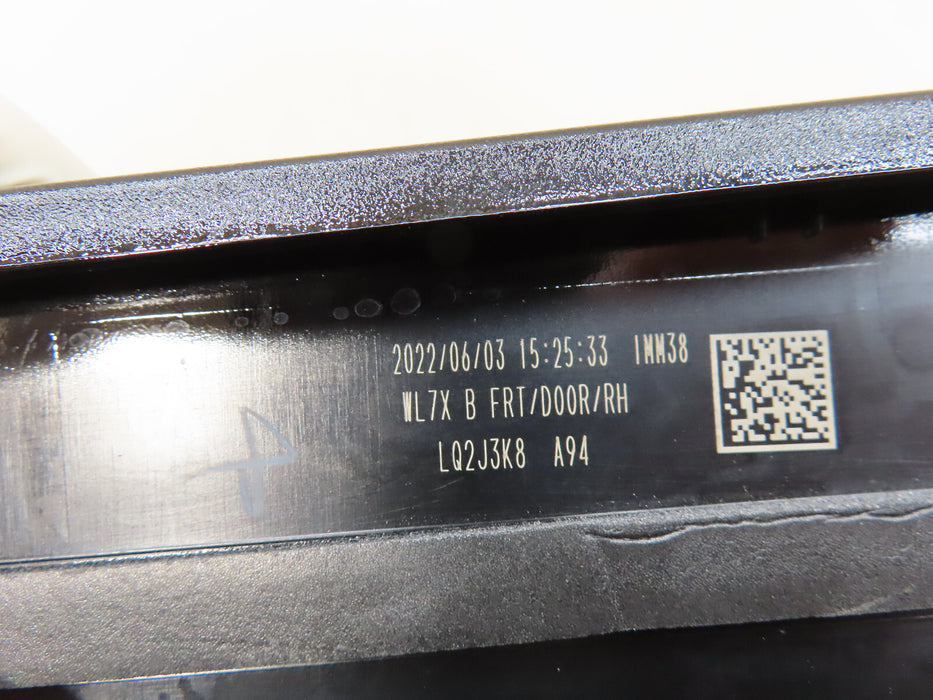 2022/06/03 15:25:33 IMM38
WL7X B FRT/DOOR/RH
LQ2J3K8 A94